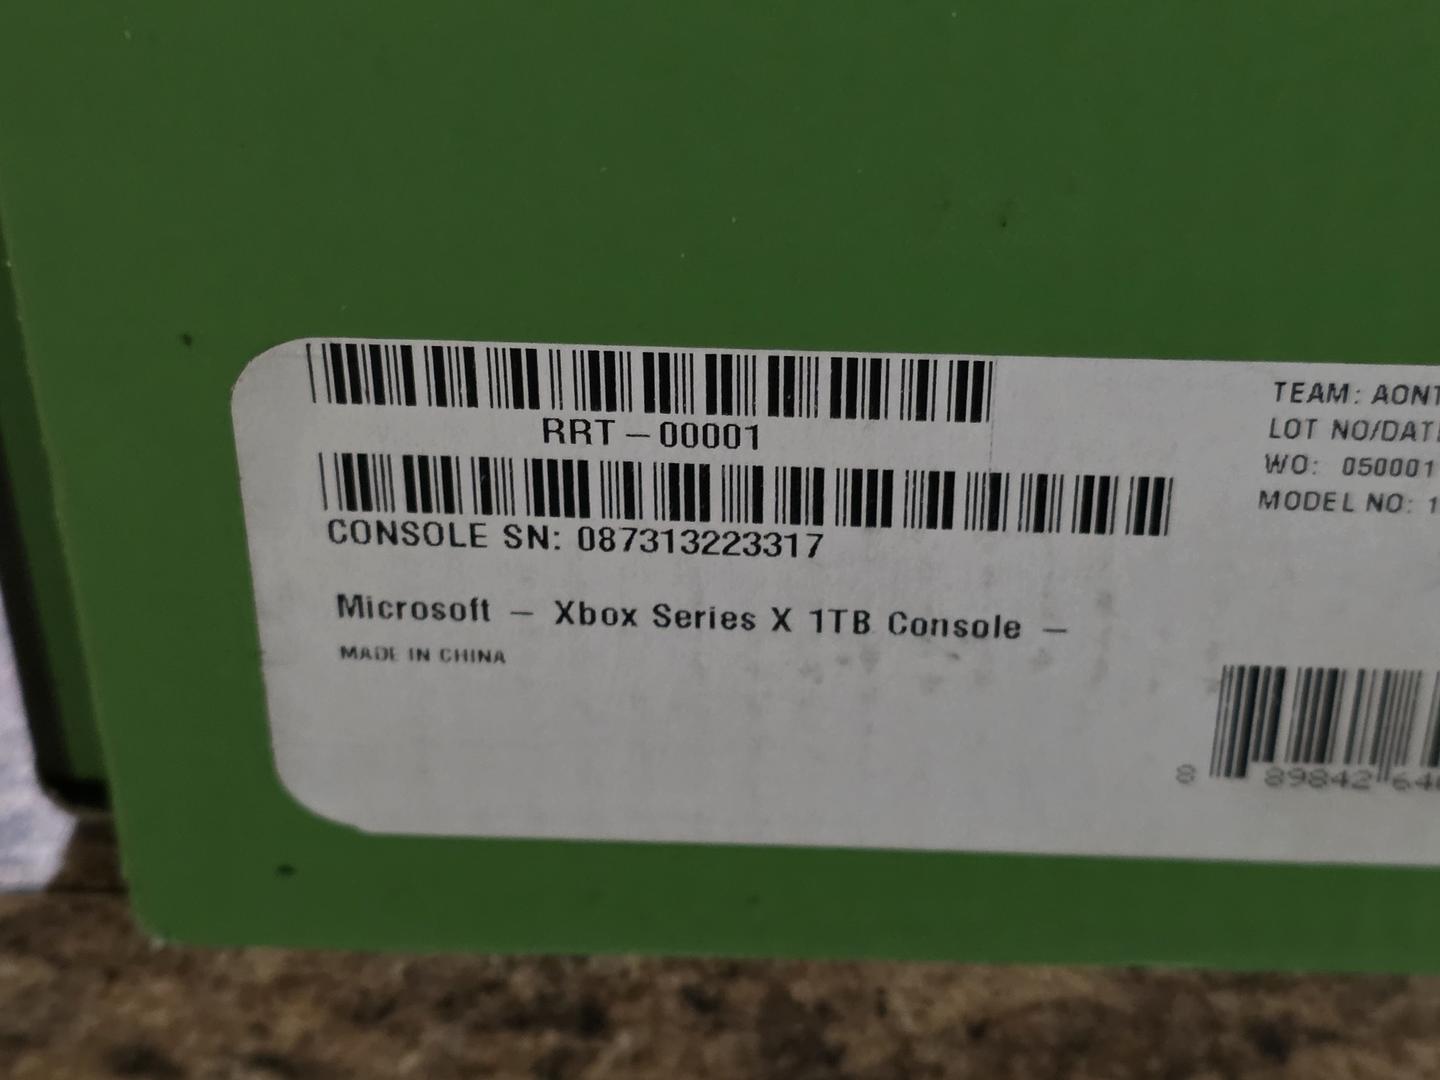 RRT-00001
CONSOLE SN: 087313223317
Microsoft - Xbox Series X 1TB Console -
MADE IN CHINA
TEAM: AONT
LOT NO/DAT
WO: 050001
MODEL NO: 1
8 89842 64